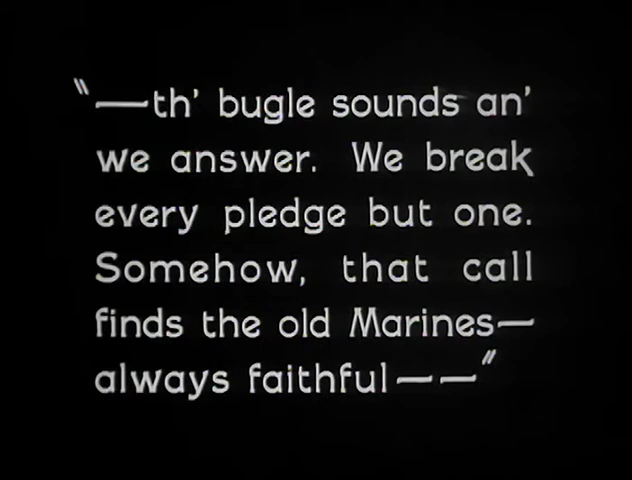 "—th' bugle sounds an'
we answer. We break
every pledge but one.
Somehow, that call
finds the old Marines—
always faithful——"